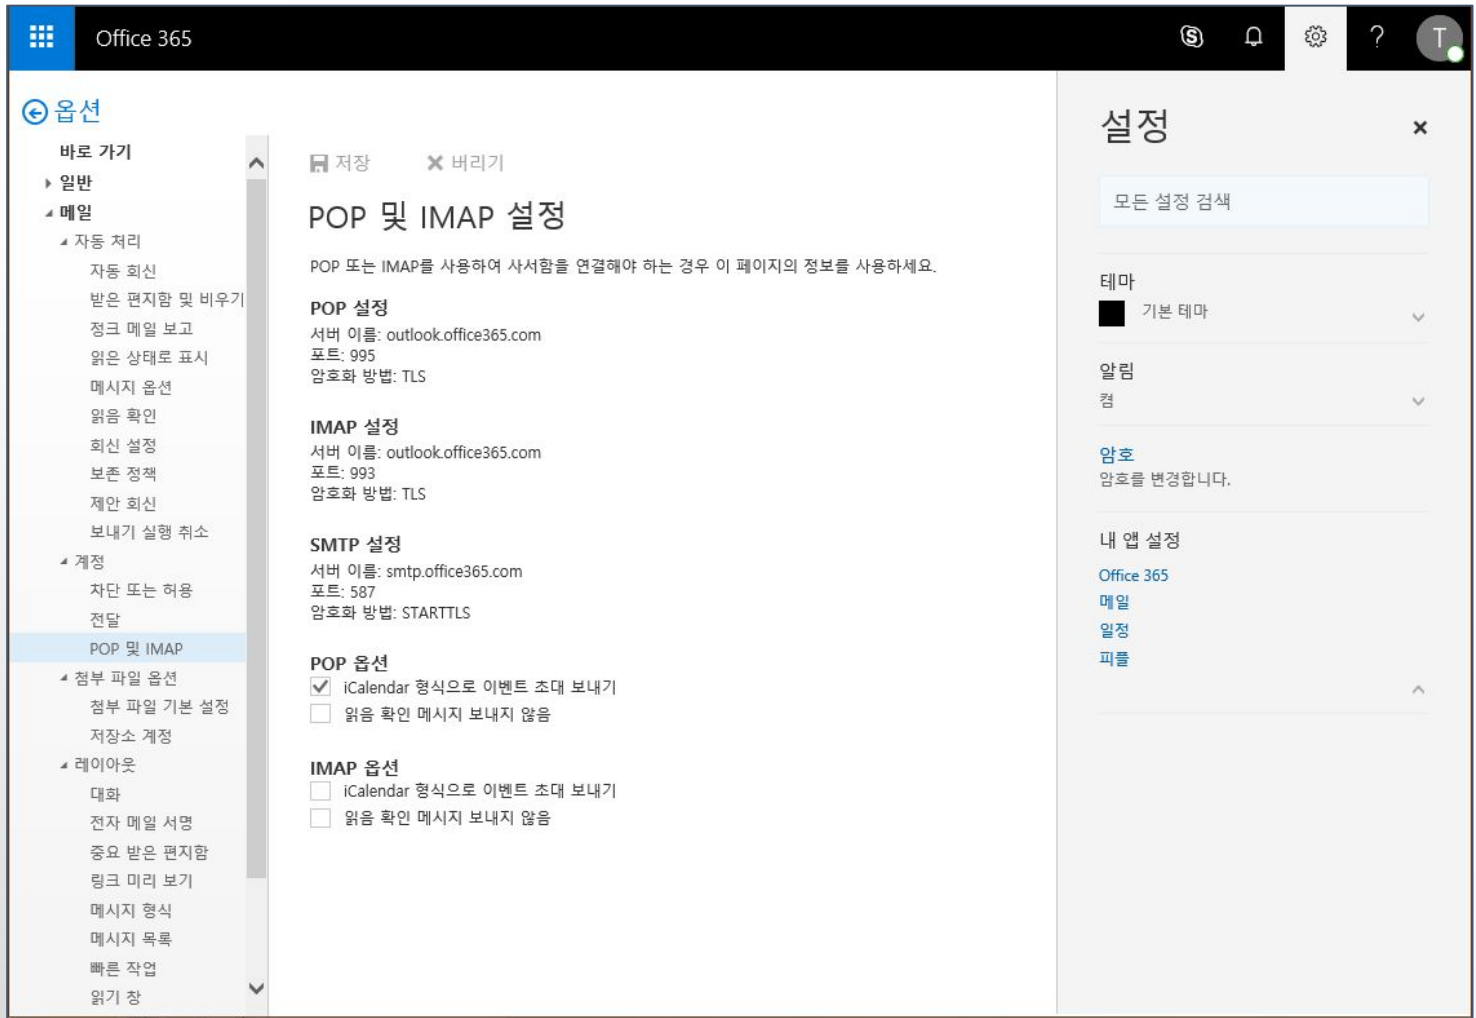 Office 365
T
옵션
바로 가기
일반
메일
자동 처리
자동 회신
받은 편지함 및 비우기
정크 메일 보고
읽은 상태로 표시
메시지 옵션
읽음 확인
회신 설정
보존 정책
제안 회신
보내기 실행 취소
계정
차단 또는 허용
전달
POP 및 IMAP
첨부 파일 옵션
첨부 파일 기본 설정
저장소 계정
레이아웃
대화
전자 메일 서명
중요 받은 편지함
링크 미리 보기
메시지 형식
메시지 목록
빠른 작업
읽기 창
저장 버리기
POP 및 IMAP 설정
POP 또는 IMAP를 사용하여 사서함을 연결해야 하는 경우 이 페이지의 정보를 사용하세요.
POP 설정
서버 이름: outlook.office365.com
포트: 995
암호화 방법: TLS
IMAP 설정
서버 이름: outlook.office365.com
포트: 993
암호화 방법: TLS
SMTP 설정
서버 이름: smtp.office365.com
포트: 587
암호화 방법: STARTTLS
POP 옵션
iCalendar 형식으로 이벤트 초대 보내기
읽음 확인 메시지 보내지 않음
IMAP 옵션
iCalendar 형식으로 이벤트 초대 보내기
읽음 확인 메시지 보내지 않음
설정
모든 설정 검색
테마
기본 테마
알림
켬
암호
암호를 변경합니다.
내 앱 설정
Office 365
메일
일정
피플